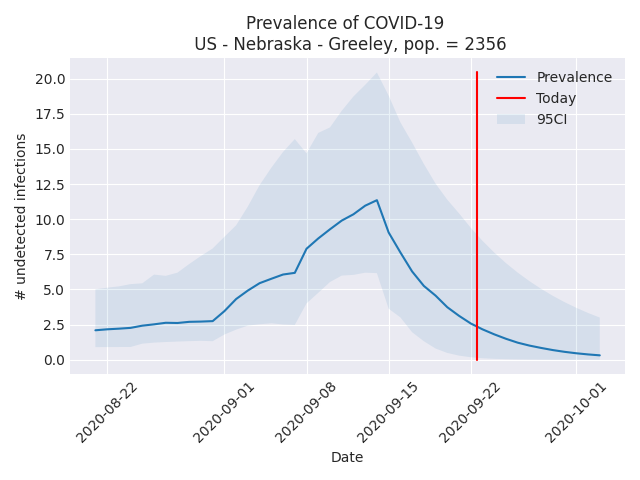 Prevalence of COVID-19
US - Nebraska - Greeley, pop. = 2356
20.0
17.5
15.0
12.5
10.0
7.5
5.0
2.5
0.0
# undetected infections
Prevalence
Today
95CI
2020-08-22
2020-09-01
2020-09-08
2020-09-15
2020-09-22
2020-10-01
Date